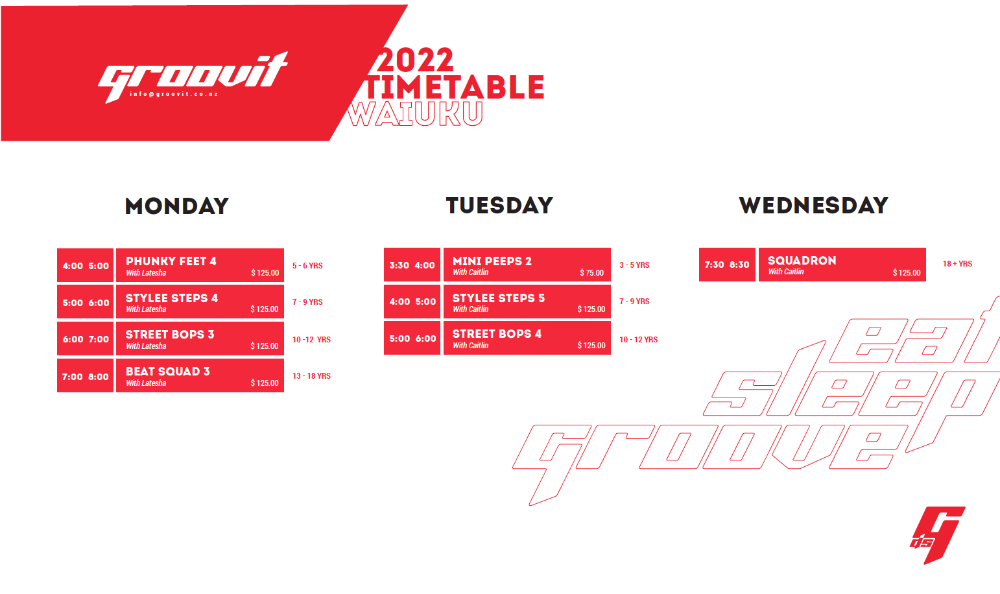 groovit
info@groovit.co.nz
2022
TIMETABLE
WAIUKU
MONDAY
4:00 5:00 PHUNKY FEET 4 5 - 6 YRS
With Latesha $ 125.00
5:00 6:00 STYLEE STEPS 4 7 - 9 YRS
With Latesha $ 125.00
6:00 7:00 STREET BOPS 3 10 -12 YRS
With Latesha $ 125.00
7:00 8:00 BEAT SQUAD 3 13 - 18 YRS
With Latesha $ 125.00
TUESDAY
3:30 4:00 MINI PEEPS 2 3 - 5 YRS
With Caitlin $ 75.00
4:00 5:00 STYLEE STEPS 5 7 - 9 YRS
With Caitlin $ 125.00
5:00 6:00 STREET BOPS 4 10 - 12 YRS
With Caitlin $ 125.00
WEDNESDAY
7:30 8:30 SQUADRON 18 + YRS
With Caitlin $ 125.00
eat
sleep
groove
g
ds